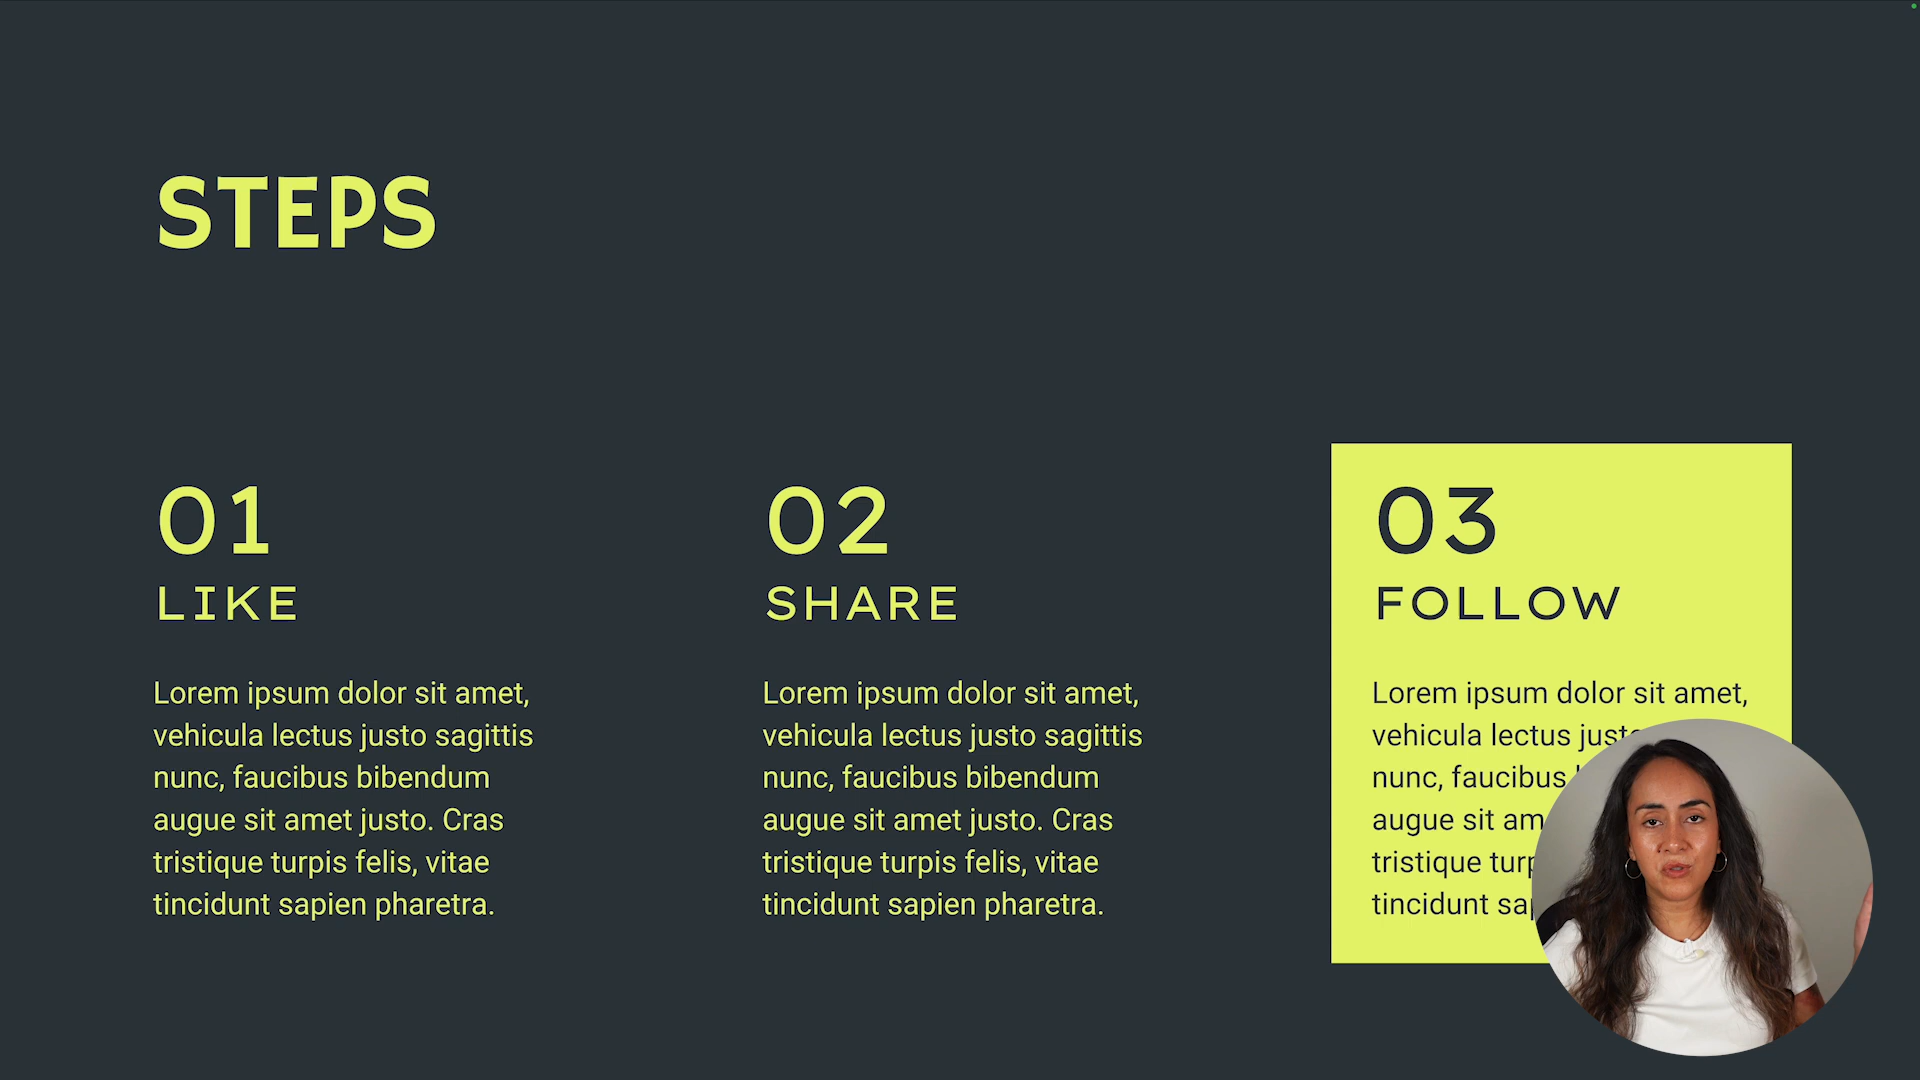 STEPS
01
LIKE
Lorem ipsum dolor sit amet,
vehicula lectus justo sagittis
nunc, faucibus bibendum
augue sit amet justo. Cras
tristique turpis felis, vitae
tincidunt sapien pharetra.
02
SHARE
Lorem ipsum dolor sit amet,
vehicula lectus justo sagittis
nunc, faucibus bibendum
augue sit amet justo. Cras
tristique turpis felis, vitae
tincidunt sapien pharetra.
03
FOLLOW
Lorem ipsum dolor sit amet,
vehicula lectus
nunc, faucibus
augue sit
tristique
tincidunt